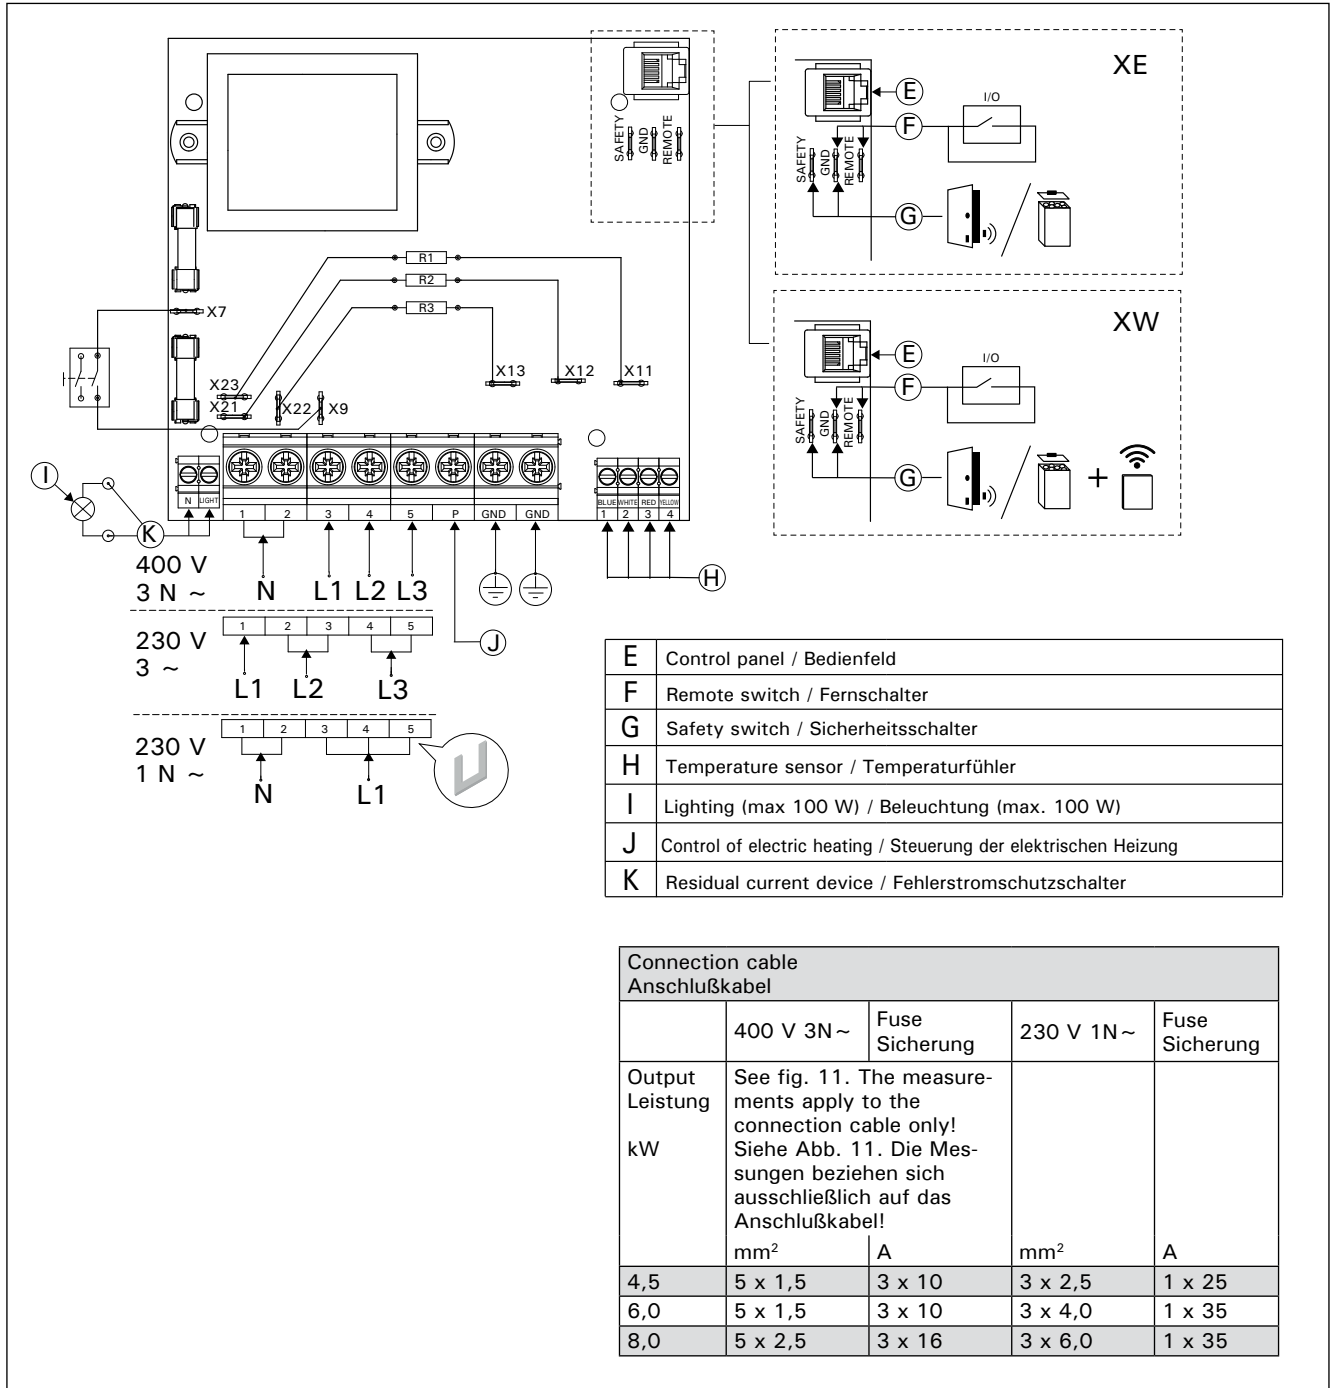 XE
E
I/O
F
SAFETY
GND
REMOTE
SAFETY
GND
REMOTE
G
R1
R2
R3
X7
X13
X12
X11
X23
X21
X22
X9
XW
E
I/O
F
SAFETY
GND
REMOTE
G
+
I
K
N
LIGHT
BLUE
WHITE
RED
YELLOW
1
2
3
4
5
P
GND
GND
1
2
3
4
H
400 V
3 N ~
N
L1
L2
L3
J
230 V
3 ~
1
2
3
4
5
L1
L2
L3
230 V
1 N ~
1
2
3
4
5
N
L1
E Control panel / Bedienfeld
F Remote switch / Fernschalter
G Safety switch / Sicherheitsschalter
H Temperature sensor / Temperaturfühler
I Lighting (max 100 W) / Beleuchtung (max. 100 W)
J Control of electric heating / Steuerung der elektrischen Heizung
K Residual current device / Fehlerstromschutzschalter
Connection cable
Anschlußkabel
400 V 3N~
Fuse
Sicherung
230 V 1N~
Fuse
Sicherung
Output
Leistung
kW
See fig. 11. The measure-
ments apply to the
connection cable only!
Siehe Abb. 11. Die Mes-
sungen beziehen sich
ausschließlich auf das
Anschlußkabel!
mm² A mm² A
4,5 5 x 1,5 3 x 10 3 x 2,5 1 x 25
6,0 5 x 1,5 3 x 10 3 x 4,0 1 x 35
8,0 5 x 2,5 3 x 16 3 x 6,0 1 x 35